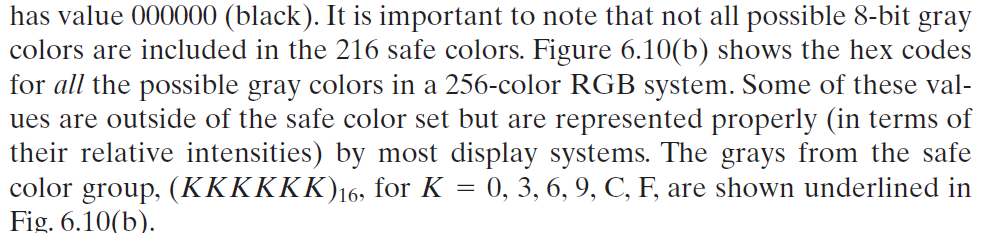 has value 000000 (black). It is important to note that not all possible 8-bit gray
colors are included in the 216 safe colors. Figure 6.10(b) shows the hex codes
for all the possible gray colors in a 256-color RGB system. Some of these val-
ues are outside of the safe color set but are represented properly (in terms of
their relative intensities) by most display systems. The grays from the safe
color group, (KKKKKK)16, for K = 0, 3, 6, 9, C, F, are shown underlined in
Fig. 6.10(b).